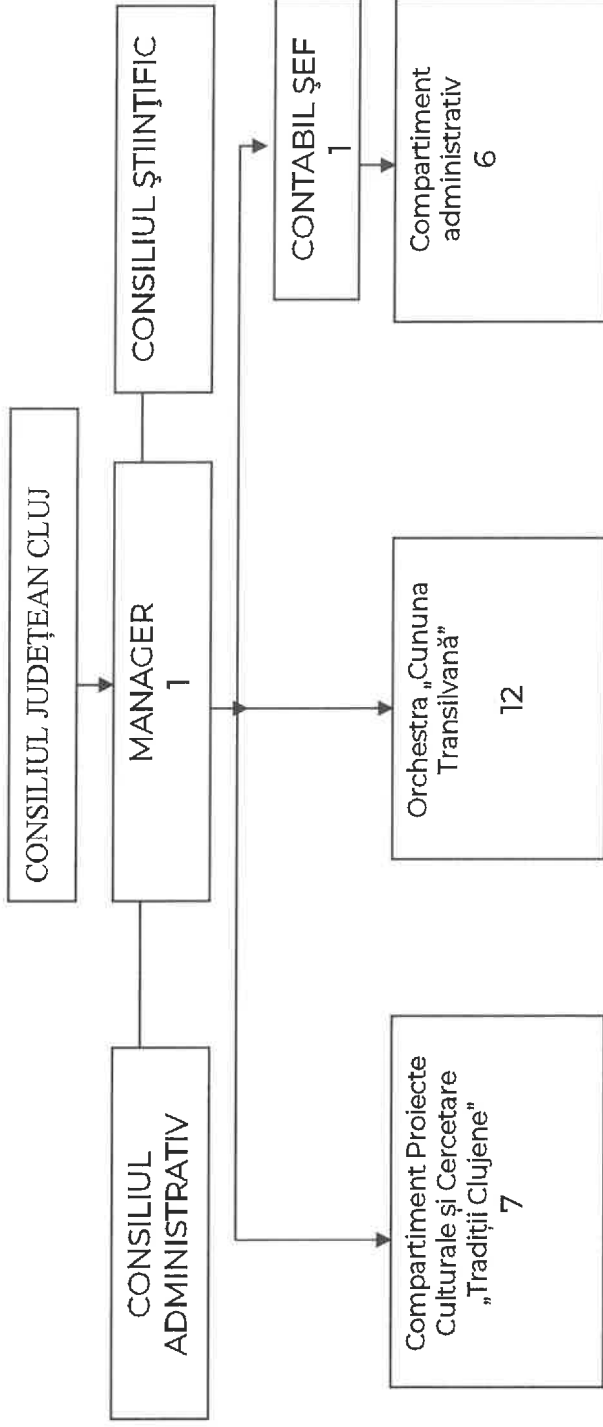 CONSILIUL JUDEȚEAN CLUJ
CONSILIUL
ADMINISTRATIV
MANAGER
1
CONSILIUL ȘTIINȚIFIC
CONTABIL ȘEF
1
Compartiment Proiecte
Culturale și Cercetare
„Tradiții Clujene”
7
Orchestra „Cununa
Transilvană”
12
Compartiment
administrativ
6